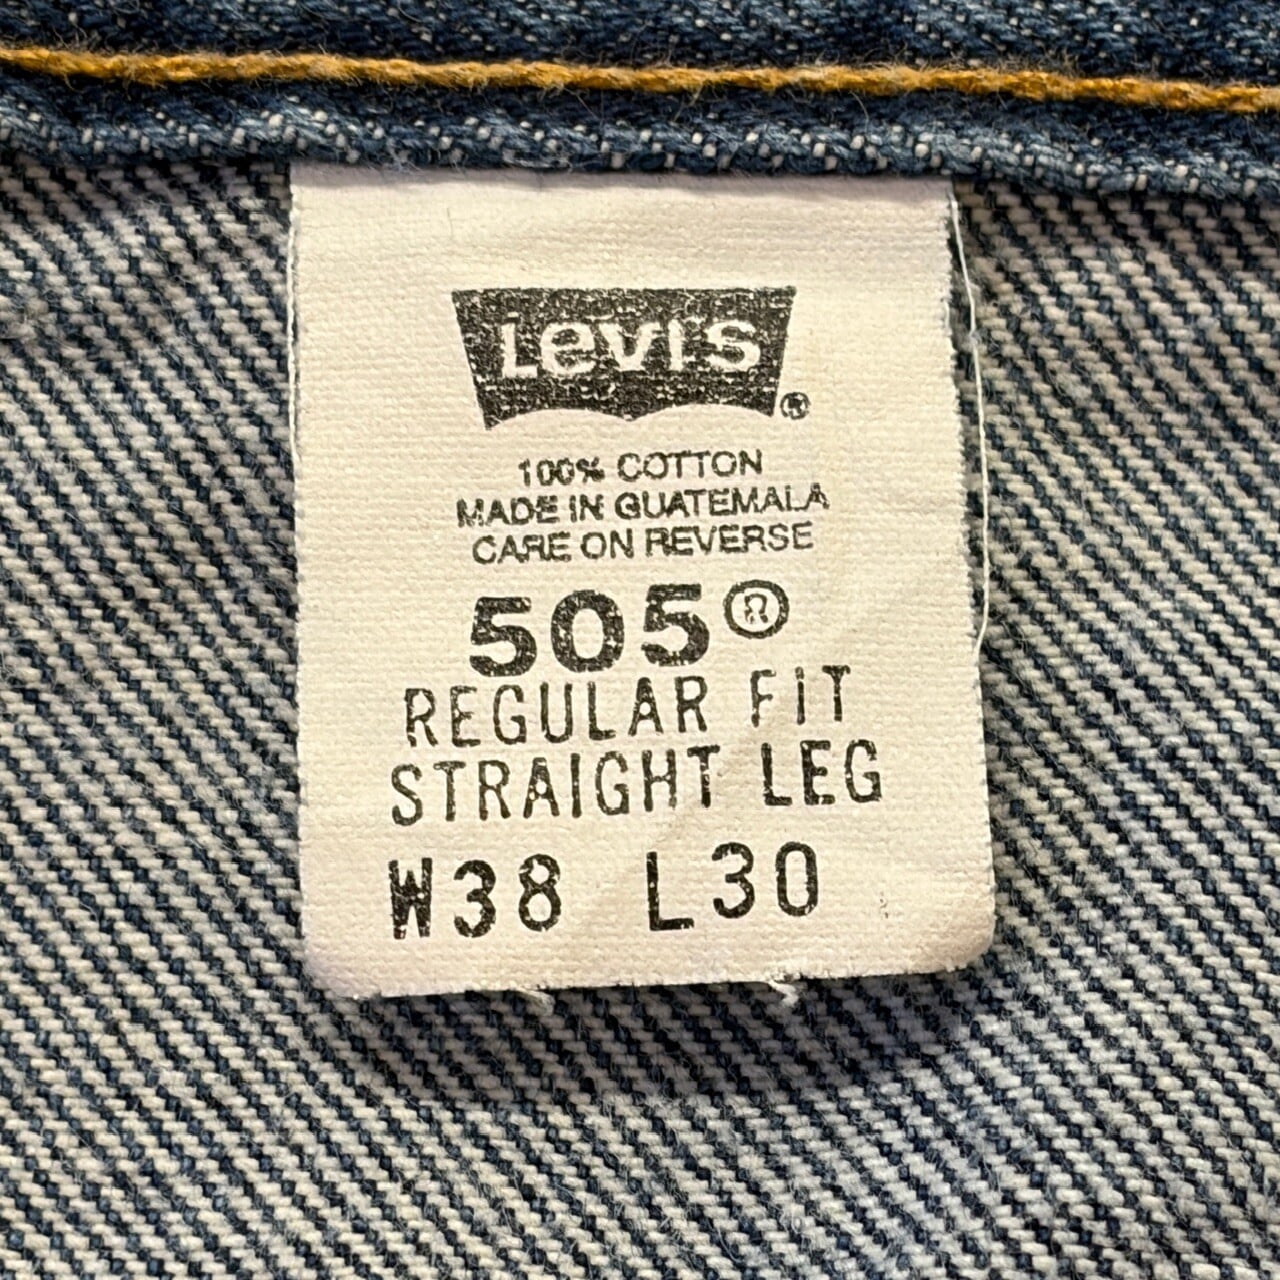 Levi's ®
100% COTTON
MADE IN GUATEMALA
CARE ON REVERSE
505®
REGULAR FIT
STRAIGHT LEG
W38 L30